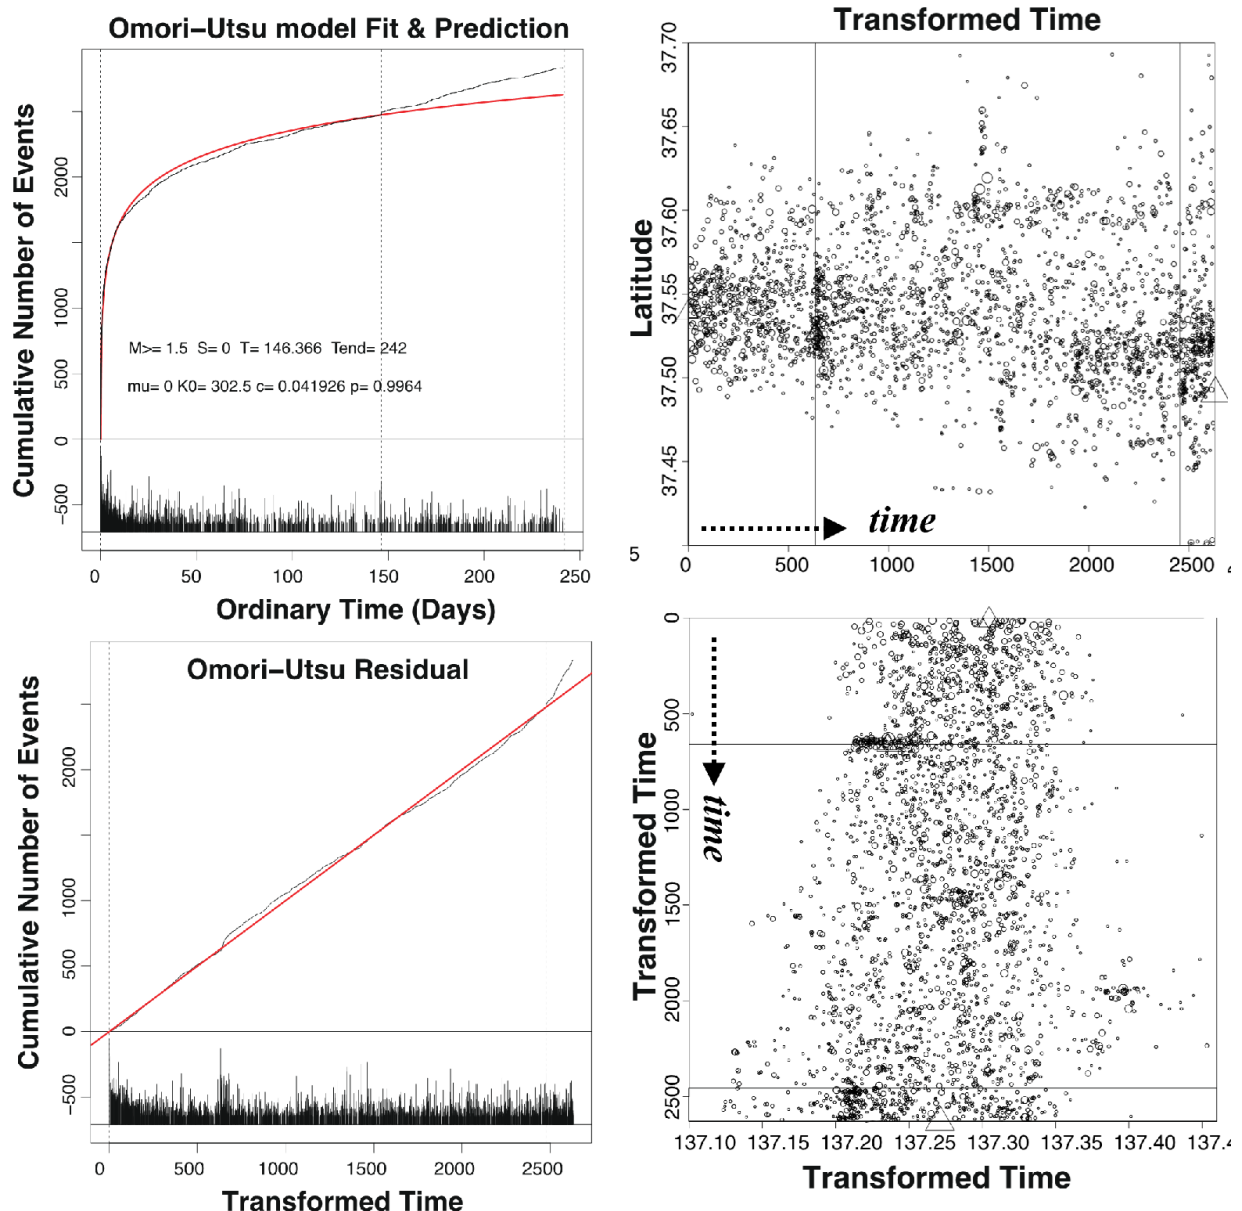 Omori–Utsu model Fit & Prediction
Cumulative Number of Events
2000
1000
500
0
−500
M>= 1.5 S= 0 T= 146.366 Tend= 242
mu= 0 K0= 302.5 c= 0.041926 p= 0.9964
0 50 100 150 200 250
Ordinary Time (Days)
Transformed Time
Latitude
37.70
37.65
37.60
37.55
37.50
37.45
5
time
0 500 1000 1500 2000 2500
Omori–Utsu Residual
Cumulative Number of Events
2000
1000
500
0
−500
0 500 1000 1500 2000 2500
Transformed Time
Transformed Time
0
500
1000
1500
2000
2500
time
137.10 137.15 137.20 137.25 137.30 137.35 137.40 137.4
Transformed Time